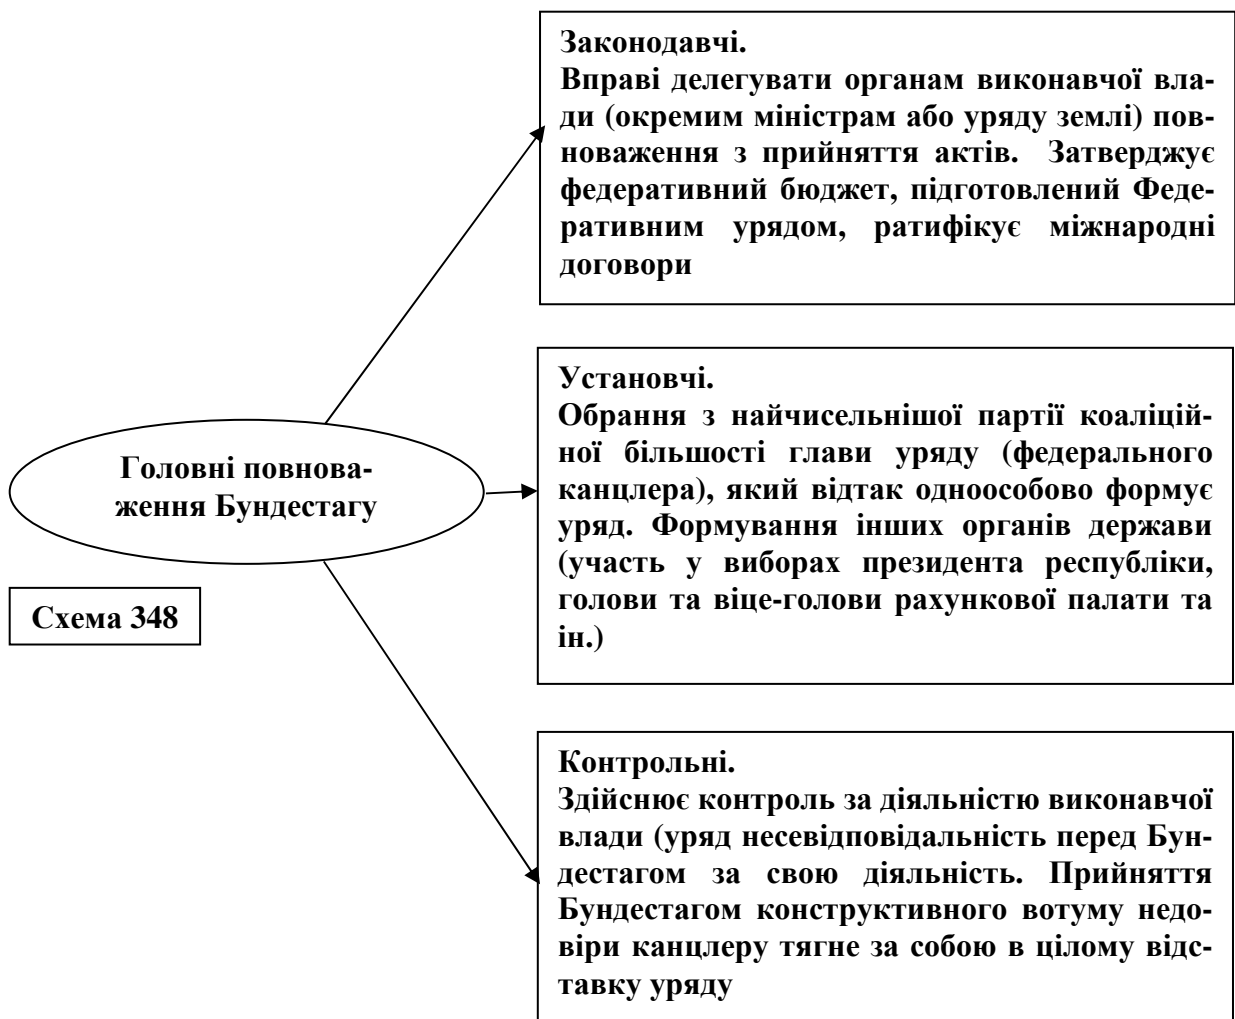 Законодавчі.
Вправі делегувати органам виконавчої вла-
ди (окремим міністрам або уряду землі) пов-
новаження з прийняття актів. Затверджує
федеративний бюджет, підготовлений Феде-
ративним урядом, ратифікує міжнародні
договори
Установчі.
Обрання з найчисельнішої партії коаліцій-
ної більшості глави уряду (федерального
канцлера), який відтак одноособово формує
уряд. Формування інших органів держави
(участь у виборах президента республіки,
голови та віце-голови рахункової палати та
ін.)
Головні повнова-
ження Бундестагу
Схема 348
Контрольні.
Здійснює контроль за діяльністю виконавчої
влади (уряд несевідповідальність перед Бун-
дестагом за свою діяльність. Прийняття
Бундестагом конструктивного вотуму недо-
віри канцлеру тягне за собою в цілому відс-
тавку уряду